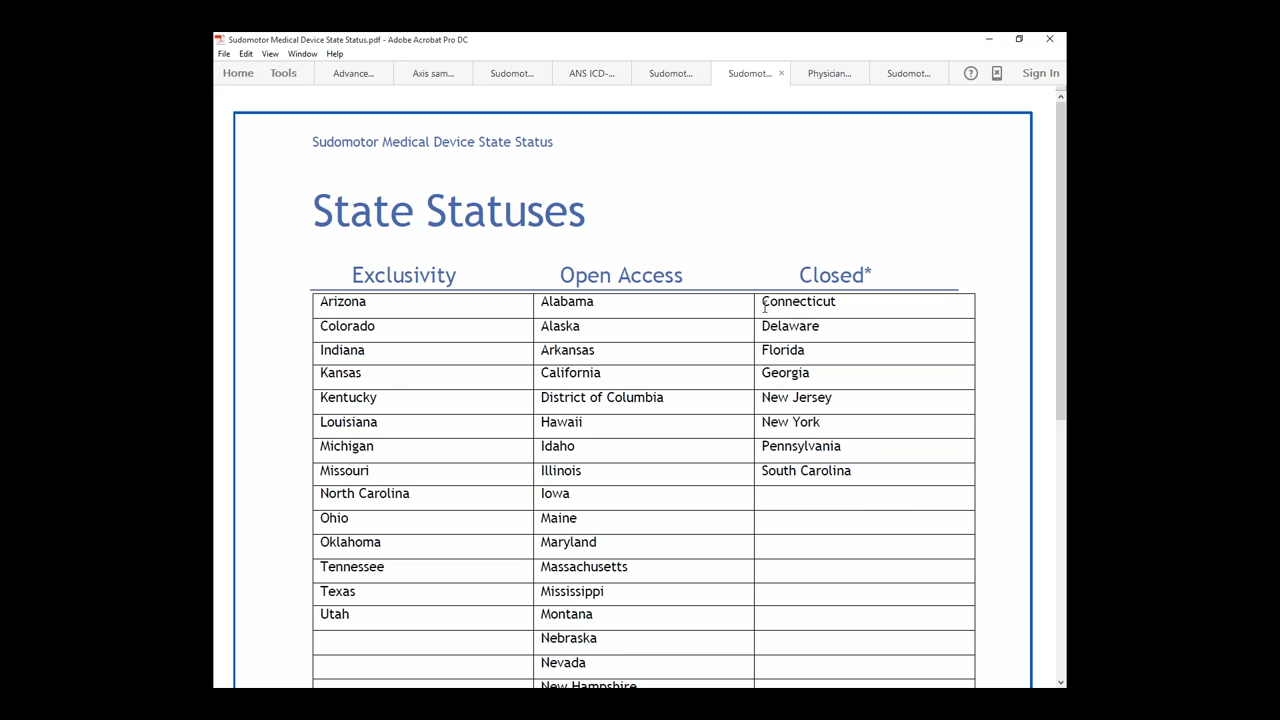 Sudomotor Medical Device State Status.pdf - Adobe Acrobat Pro DC
File Edit View Window Help
Home Tools Advance... Axis sam... Sudomot... ANS ICD-... Sudomot... Sudomot... × Physician... Sudomot... ? Sign In
Sudomotor Medical Device State Status
State Statuses
Exclusivity Open Access Closed*
Arizona Alabama Connecticut
Colorado Alaska Delaware
Indiana Arkansas Florida
Kansas California Georgia
Kentucky District of Columbia New Jersey
Louisiana Hawaii New York
Michigan Idaho Pennsylvania
Missouri Illinois South Carolina
North Carolina Iowa
Ohio Maine
Oklahoma Maryland
Tennessee Massachusetts
Texas Mississippi
Utah Montana
Nebraska
Nevada
New Hampshire